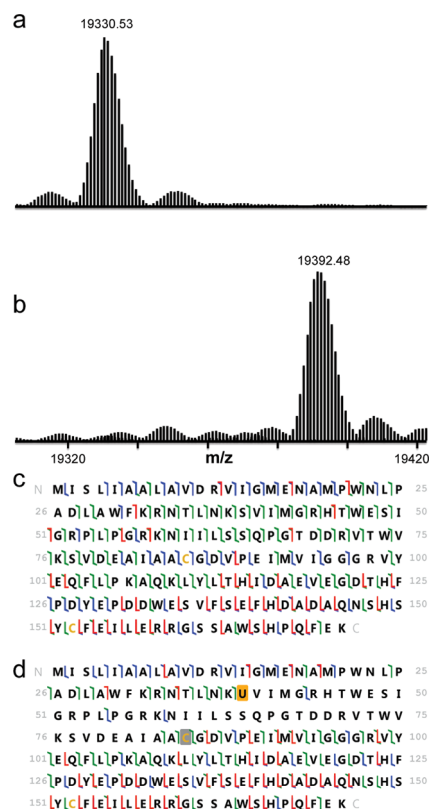 a
19330.53
19392.48
b
19320 m/z 19420
c
N M I S L I A A L A V D R V I G M E N A M P W N L P 25
26 A D L A W F K R N T L N K S V I M G R H T W E S I 50
51 G R P L P G R K N I I L S S Q P G T D D R V T W V 75
76 K S V D E A I A A C G D V P E I M V I G G G R V Y 100
101 E Q F L P K A Q K L Y L T H I D A E V E G D T H F 125
126 P D Y E P D D W E S V F S E F H D A D A Q N S H S 150
151 Y C F E I L E R R G S S A W S H P Q F E K C
d
N M I S L I A A L A V D R V I G M E N A M P W N L P 25
26 A D L A W F K R N T L N K U V I M G R H T W E S I 50
51 G R P L P G R K N I I L S S Q P G T D D R V T W V 75
76 K S V D E A I A A C G D V P E I M V I G G G R V Y 100
101 E Q F L P K A Q K L Y L T H I D A E V E G D T H F 125
126 P D Y E P D D W E S V F S E F H D A D A Q N S H S 150
151 Y C F E I L E R R G S S A W S H P Q F E K C